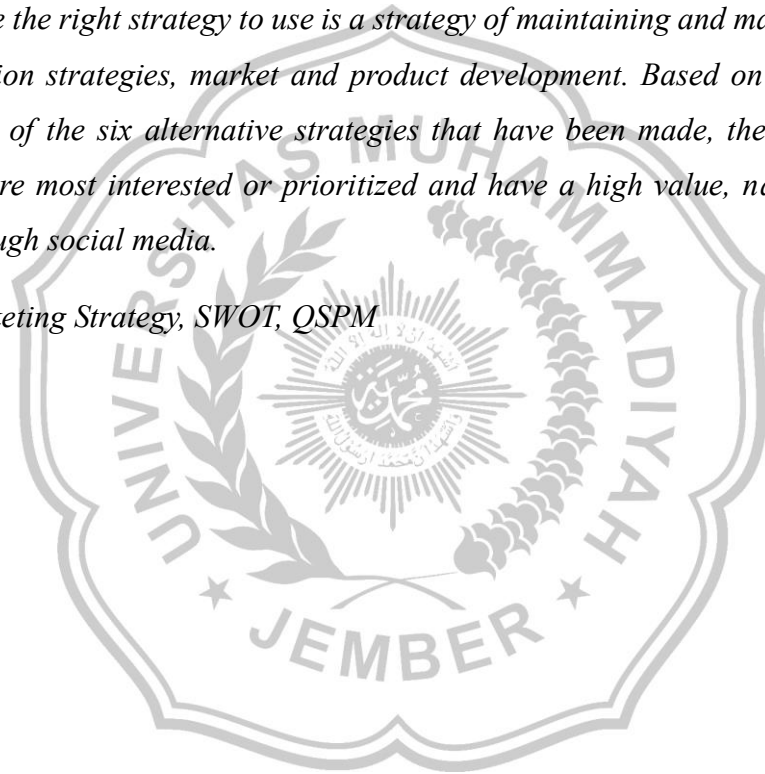 e the right strategy to use is a strategy of maintaining and ma
ion strategies, market and product development. Based on
of the six alternative strategies that have been made, the
re most interested or prioritized and have a high value, na
ugh social media.
keting Strategy, SWOT, QSPM
UNIVERSITAS MUHAMMADIYAH
JEMBER